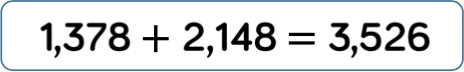 1,378 + 2,148 = 3,526